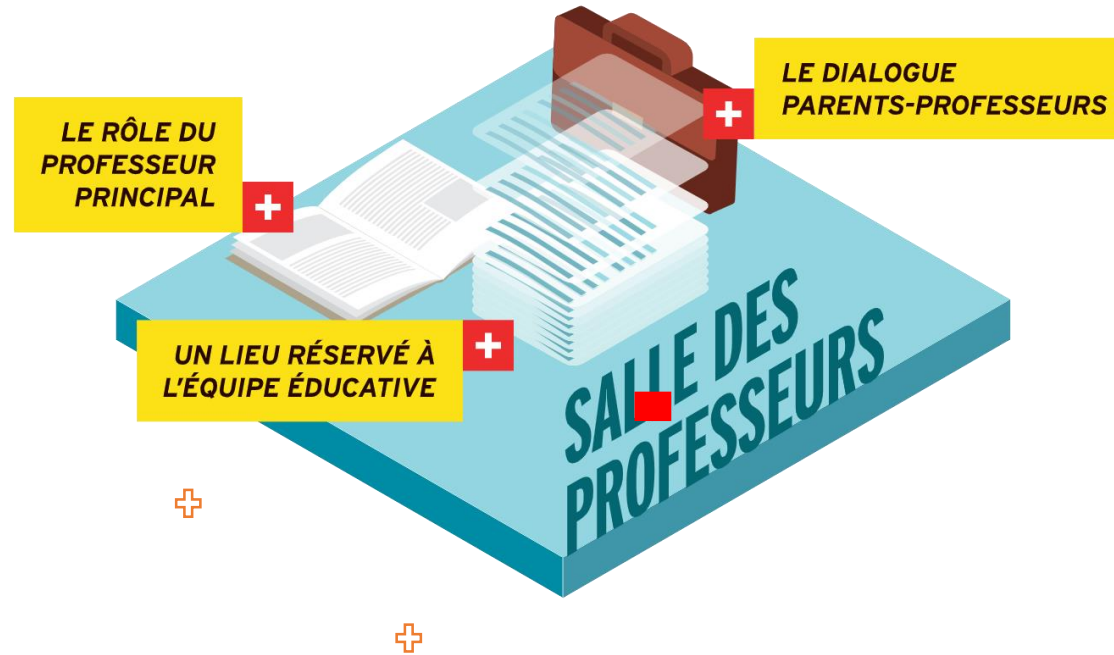 LE DIALOGUE
PARENTS-PROFESSEURS
LE RÔLE DU
PROFESSEUR
PRINCIPAL
UN LIEU RÉSERVÉ À
L'ÉQUIPE ÉDUCATIVE
SALLE DES
PROFESSEURS